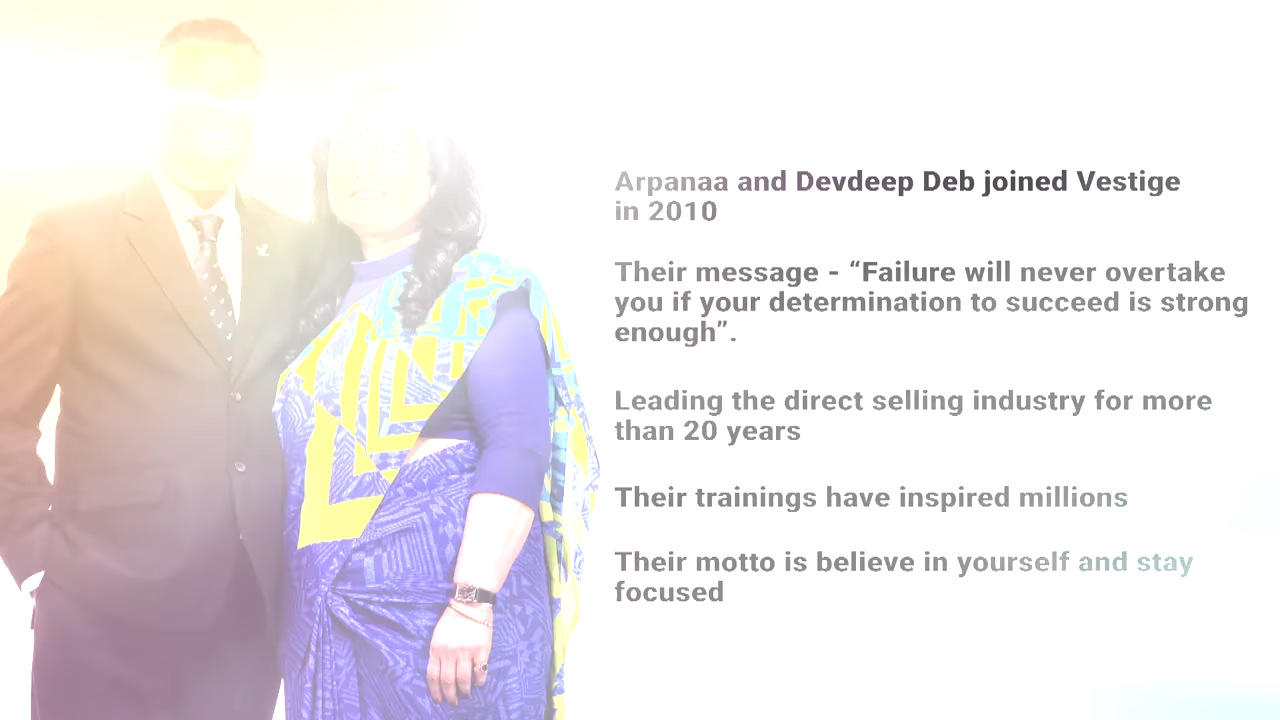 Arpanaa and Devdeep Deb joined Vestige
in 2010
Their message - “Failure will never overtake
you if your determination to succeed is strong
enough”.
Leading the direct selling industry for more
than 20 years
Their trainings have inspired millions
Their motto is believe in yourself and stay
focused